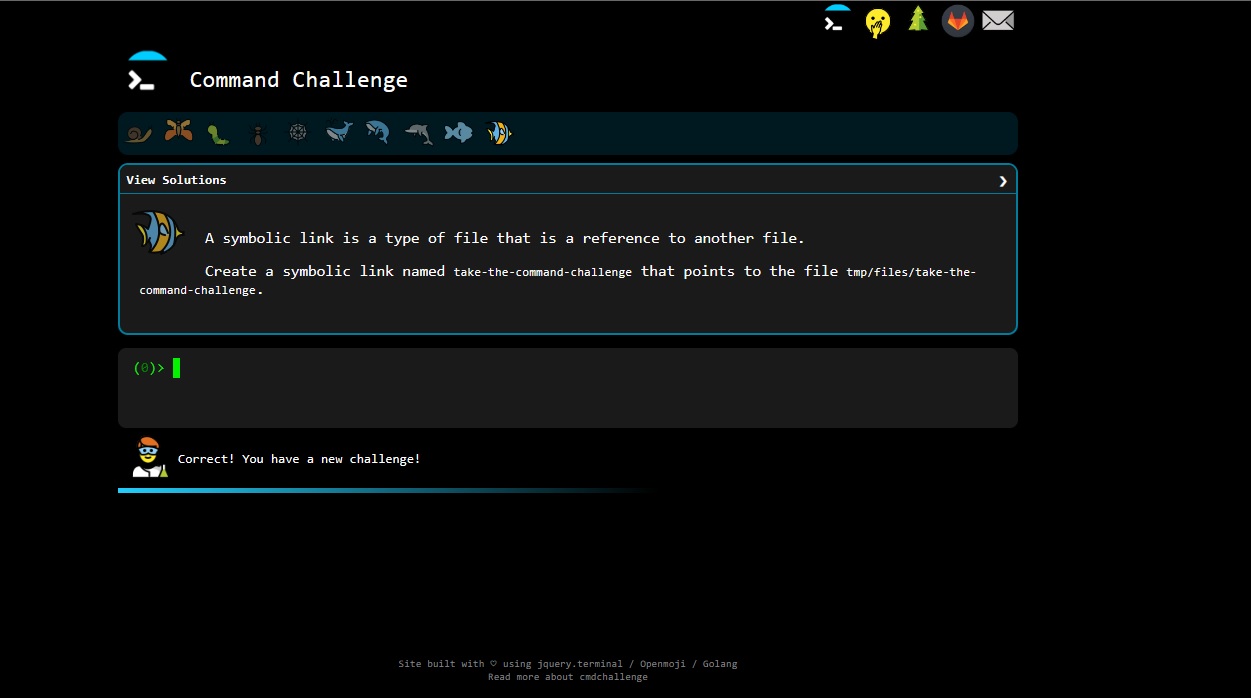 Command Challenge
View Solutions
❯
A symbolic link is a type of file that is a reference to another file.
Create a symbolic link named take-the-command-challenge that points to the file tmp/files/take-the-
command-challenge.
(0)>
Correct! You have a new challenge!
Site built with ♡ using jquery.terminal / Openmoji / Golang
Read more about cmdchallenge